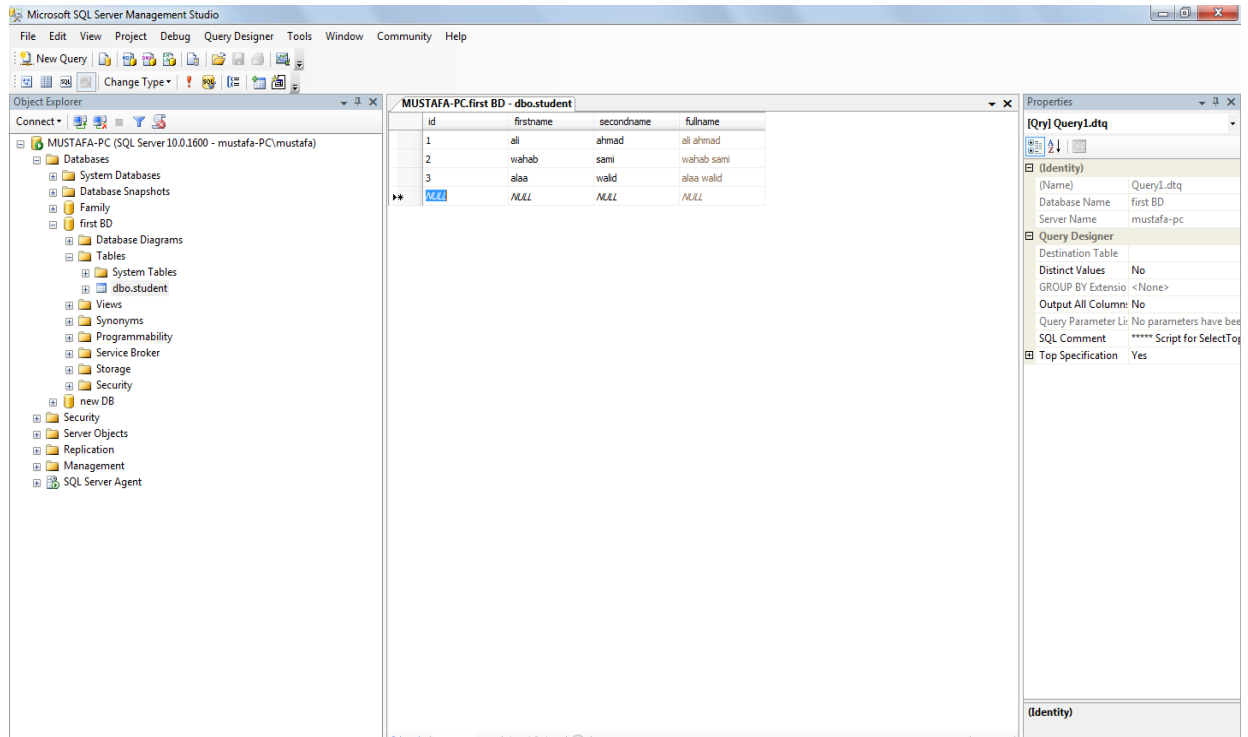 Microsoft SQL Server Management Studio
File Edit View Project Debug Query Designer Tools Window Community Help
New Query
Change Type
Object Explorer
Connect
MUSTAFA-PC (SQL Server 10.0.1600 - mustafa-PC\mustafa)
Databases
System Databases
Database Snapshots
Family
first BD
Database Diagrams
Tables
System Tables
dbo.student
Views
Synonyms
Programmability
Service Broker
Storage
Security
new DB
Security
Server Objects
Replication
Management
SQL Server Agent
MUSTAFA-PC.first BD - dbo.student
id firstname secondname fullname
1 ali ahmad ali ahmad
2 wahab sami wahab sami
3 alaa walid alaa walid
NULL NULL NULL NULL
Properties
[Qry] Query1.dtq
(Identity)
(Name) Query1.dtq
Database Name first BD
Server Name mustafa-pc
Query Designer
Destination Table
Distinct Values No
GROUP BY Extensio <None>
Output All Column: No
Query Parameter Li: No parameters have bee
SQL Comment ***** Script for SelectTop
Top Specification Yes
(Identity)